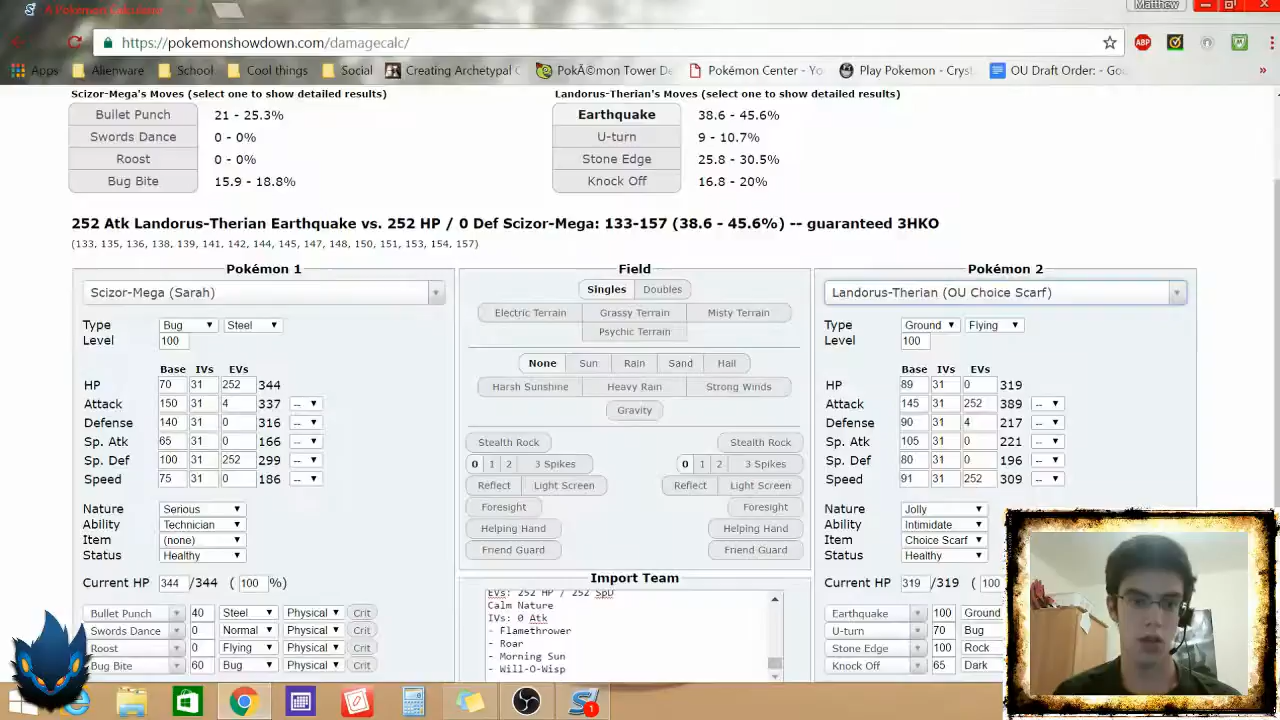 A Pokemon Calculator
Matthew
https://pokemonshowdown.com/damagecalc/
ABP
Apps Alienware School Cool things Social Creating Archetypal C PokÃ©mon Tower De Pokémon Center - Yo Play Pokemon - Cryst OU Draft Order: - Go »
Scizor-Mega's Moves (select one to show detailed results) Landorus-Therian's Moves (select one to show detailed results)
Bullet Punch 21 - 25.3% Earthquake 38.6 - 45.6%
Swords Dance 0 - 0% U-turn 9 - 10.7%
Roost 0 - 0% Stone Edge 25.8 - 30.5%
Bug Bite 15.9 - 18.8% Knock Off 16.8 - 20%
252 Atk Landorus-Therian Earthquake vs. 252 HP / 0 Def Scizor-Mega: 133-157 (38.6 - 45.6%) -- guaranteed 3HKO
(133, 135, 136, 138, 139, 141, 142, 144, 145, 147, 148, 150, 151, 153, 154, 157)
Pokémon 1 Field Pokémon 2
Scizor-Mega (Sarah) Singles Doubles Landorus-Therian (OU Choice Scarf)
Electric Terrain Grassy Terrain Misty Terrain
Type Bug Steel Psychic Terrain Type Ground Flying
Level 100 Level 100
None Sun Rain Sand Hail
Base IVs EVs Base IVs EVs
HP 70 31 252 344 Harsh Sunshine Heavy Rain Strong Winds HP 89 31 0 319
Attack 150 31 4 337 -- Gravity Attack 145 31 252 389 --
Defense 140 31 0 316 -- Defense 90 31 4 217 --
Sp. Atk 65 31 0 166 -- Stealth Rock Stealth Rock Sp. Atk 105 31 0 221 --
Sp. Def 100 31 252 299 -- 0 1 2 3 Spikes 0 1 2 3 Spikes Sp. Def 80 31 0 196 --
Speed 75 31 0 186 -- Reflect Light Screen Reflect Light Screen Speed 91 31 252 309 --
Nature Serious Foresight Foresight Nature Jolly
Ability Technician Helping Hand Helping Hand Ability Intimidate
Item (none) Item Choice Scarf
Status Healthy Friend Guard Friend Guard Status Healthy
Current HP 344 /344 ( 100 %) Import Team Current HP 319 /319 ( 100
EVs: 252 HP / 252 SpD
Calm Nature
IVs: 0 Atk
Bullet Punch 40 Steel Physical Crit Earthquake 100 Ground
Swords Dance 0 Normal Physical Crit - Flamethrower U-turn 70 Bug
Roost 0 Flying Physical Crit - Roar Stone Edge 100 Rock
Bug Bite 60 Bug Physical Crit - Morning Sun Knock Off 65 Dark
- Will-O-Wisp
1